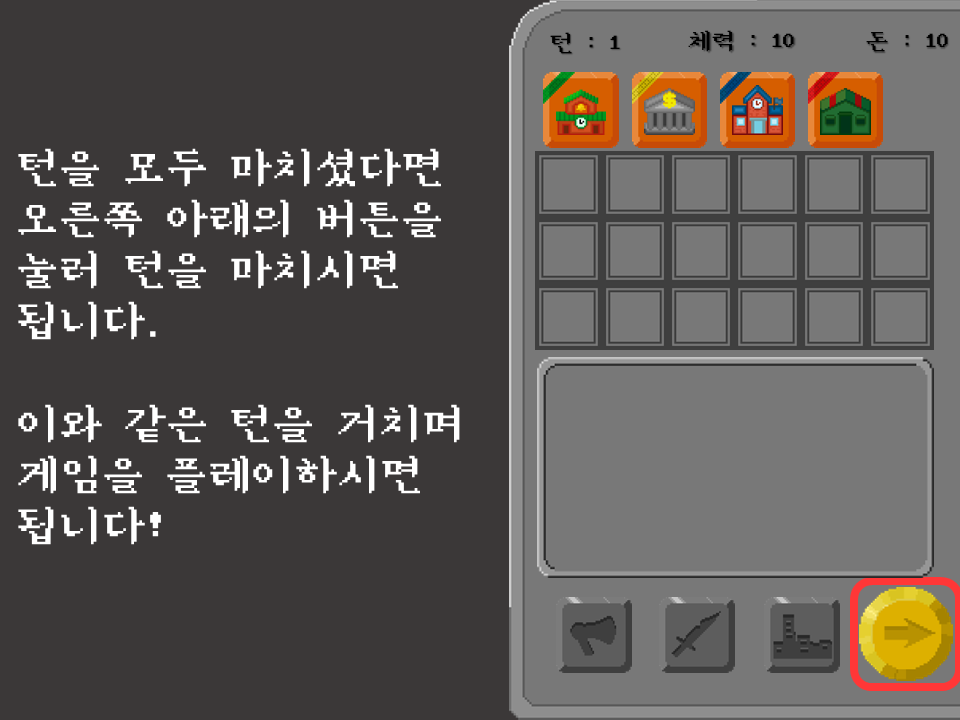 턴 : 1 체력 : 10 돈 : 10
턴을 모두 마치셨다면
오른쪽 아래의 버튼을
눌러 턴을 마치시면
됩니다.
이와 같은 턴을 거치며
게임을 플레이하시면
됩니다!